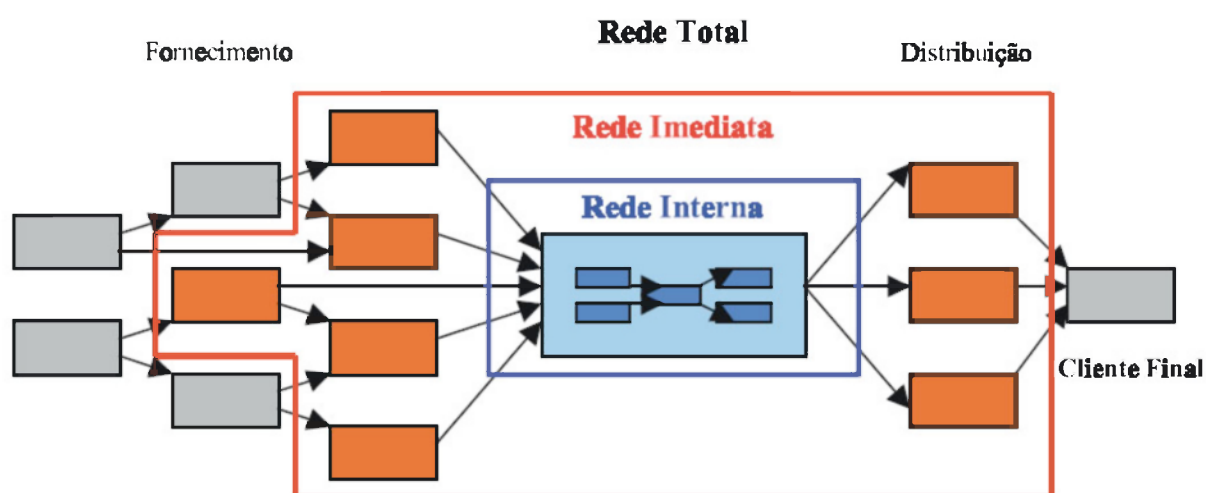 Rede Total
Fornecimento
Distribuição
Rede Imediata
Rede Interna
Cliente Final